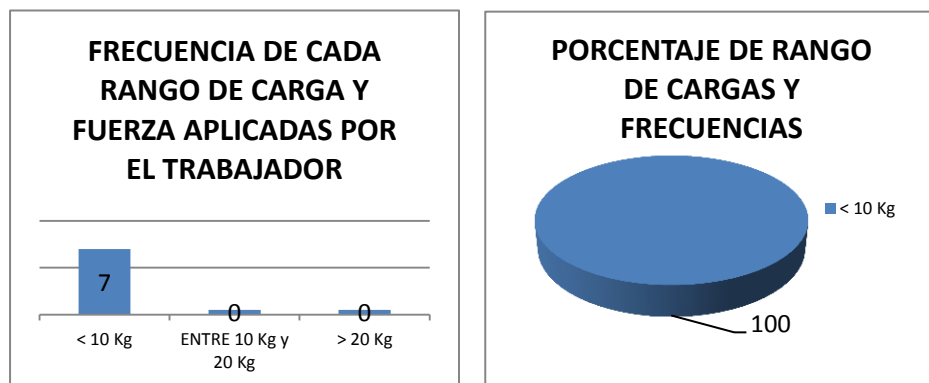 FRECUENCIA DE CADA
RANGO DE CARGA Y
FUERZA APLICADAS POR
EL TRABAJADOR
7
0
0
< 10 Kg
ENTRE 10 Kg y
20 Kg
> 20 Kg
PORCENTAJE DE RANGO
DE CARGAS Y
FRECUENCIAS
< 10 Kg
100